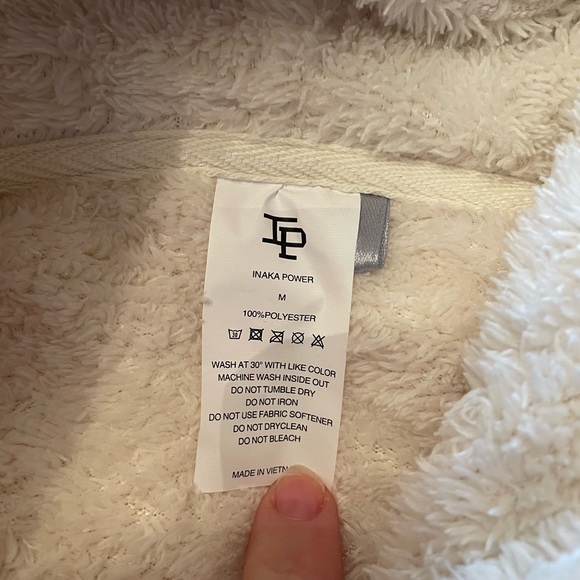 IP
INAKA POWER
M
100%POLYESTER
30
WASH AT 30° WITH LIKE COLOR
MACHINE WASH INSIDE OUT
DO NOT TUMBLE DRY
DO NOT IRON
DO NOT USE FABRIC SOFTENER
DO NOT DRYCLEAN
DO NOT BLEACH
MADE IN